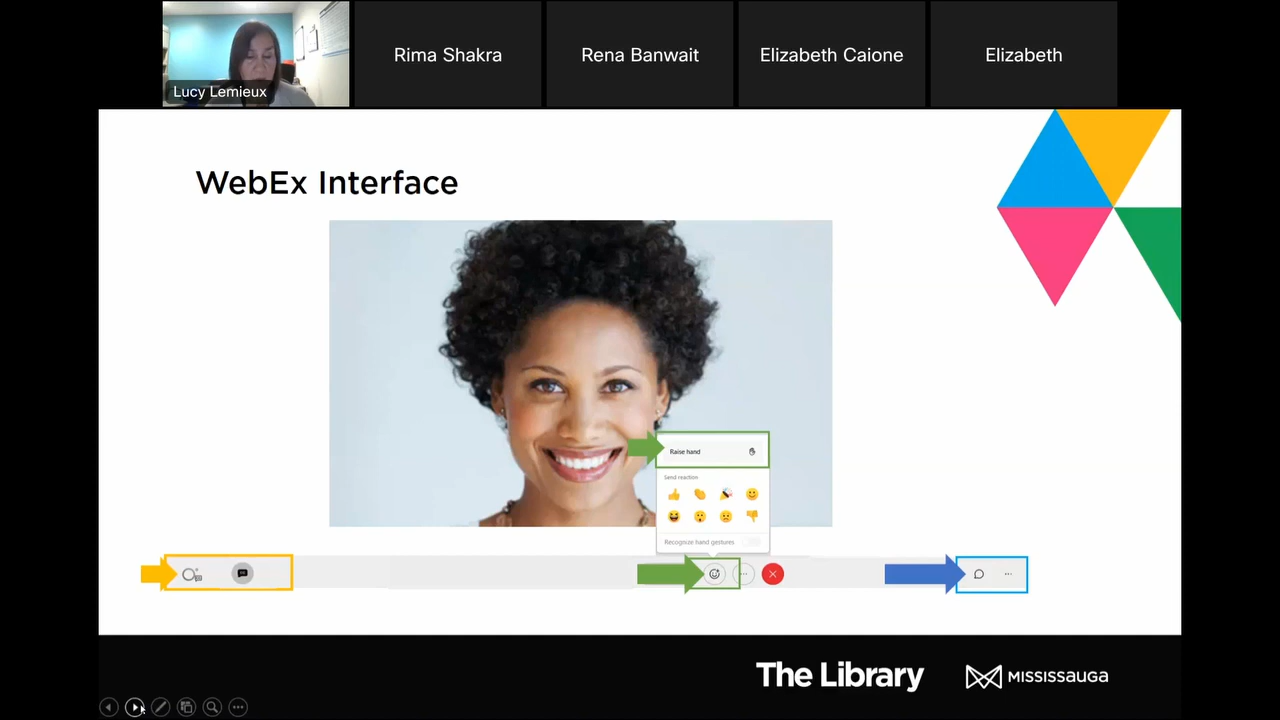 Lucy Lemieux
Rima Shakra
Rena Banwait
Elizabeth Caione
Elizabeth
WebEx Interface
Raise hand
Send reaction
Recognize hand gestures
The Library
MISSISSAUGA